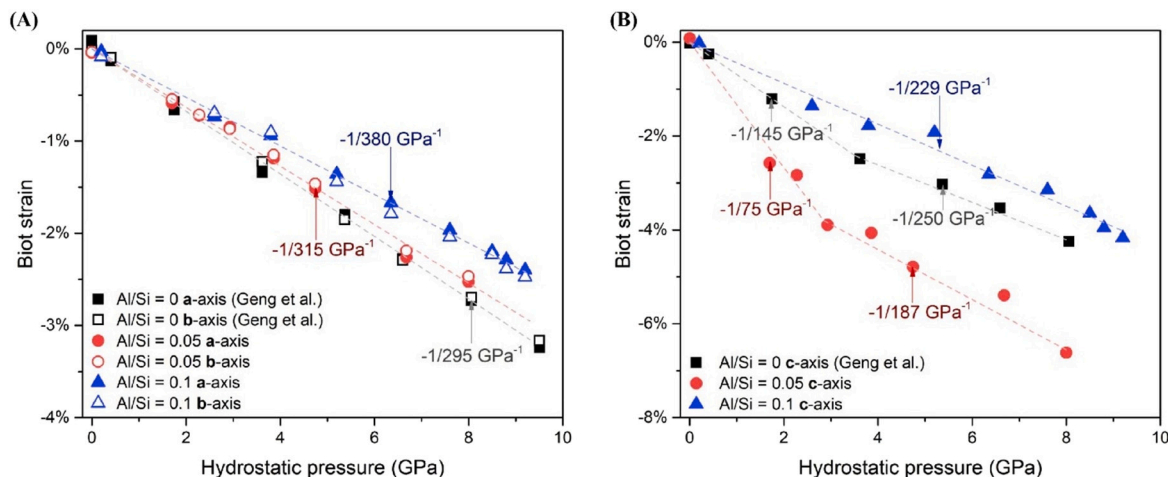 (A)
0%
-1%
-2%
-3%
-4%
Biot strain
-1/380 GPa⁻¹
-1/315 GPa⁻¹
-1/295 GPa⁻¹
Al/Si = 0 a-axis (Geng et al.)
Al/Si = 0 b-axis (Geng et al.)
Al/Si = 0.05 a-axis
Al/Si = 0.05 b-axis
Al/Si = 0.1 a-axis
Al/Si = 0.1 b-axis
0 2 4 6 8 10
Hydrostatic pressure (GPa)
(B)
0%
-2%
-4%
-6%
-8%
Biot strain
-1/229 GPa⁻¹
-1/145 GPa⁻¹
-1/75 GPa⁻¹
-1/250 GPa⁻¹
-1/187 GPa⁻¹
Al/Si = 0 c-axis (Geng et al.)
Al/Si = 0.05 c-axis
Al/Si = 0.1 c-axis
0 2 4 6 8 10
Hydrostatic pressure (GPa)